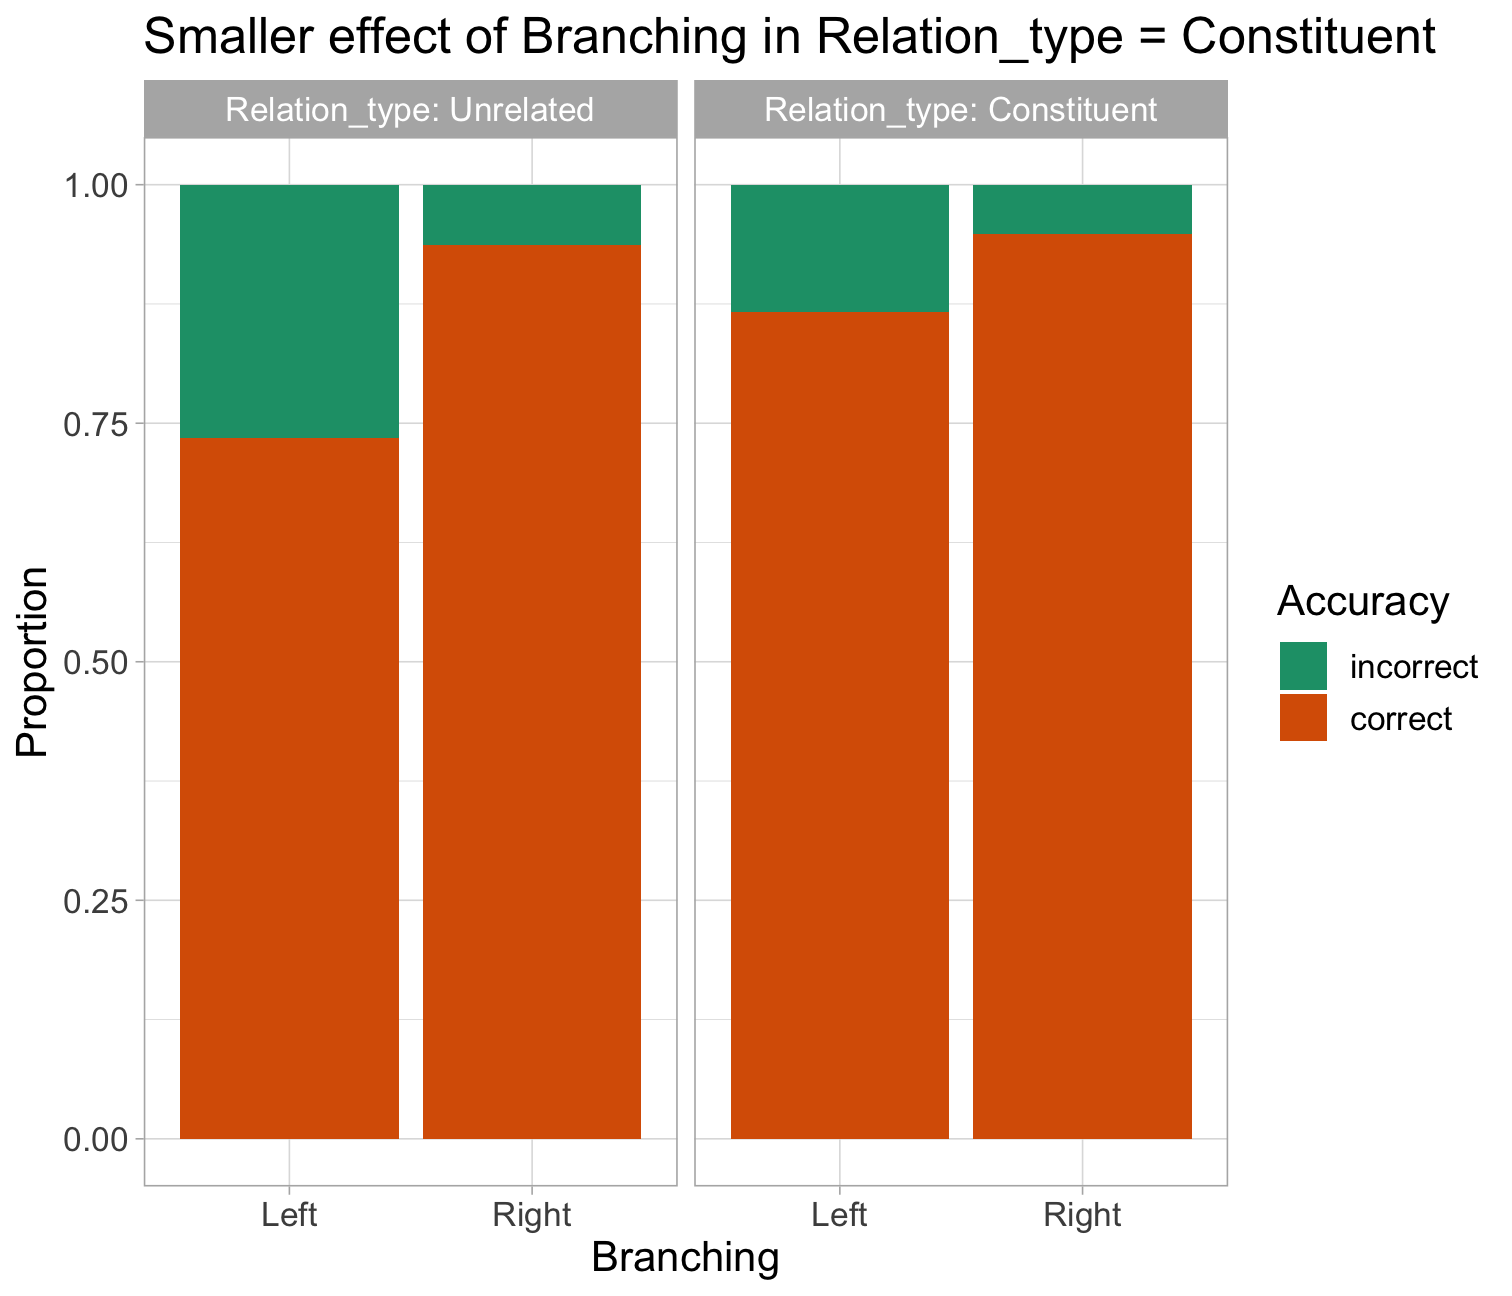 Smaller effect of Branching in Relation_type = Constituent
Relation_type: Unrelated
Relation_type: Constituent
1.00
0.75
0.50
0.25
0.00
Proportion
Left
Right
Left
Right
Branching
Accuracy
incorrect
correct